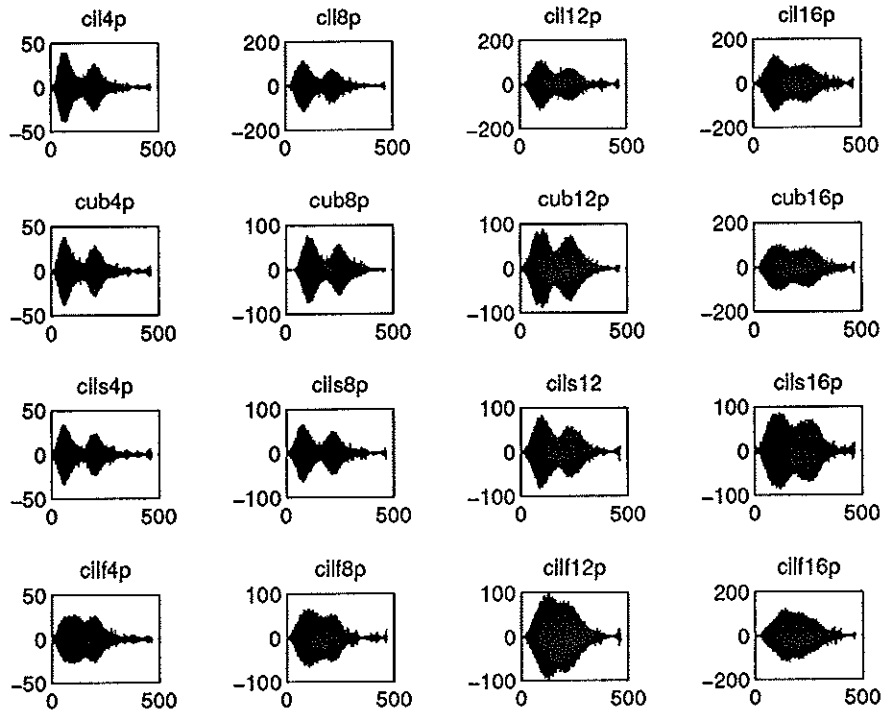 cil4p cil8p cil12p cil16p
50 200 200 200
0 0 0 0
−50 −200 −200 −200
0 500 0 500 0 500 0 500
cub4p cub8p cub12p cub16p
50 100 100 200
0 0 0 0
−50 −100 −100 −200
0 500 0 500 0 500 0 500
cils4p cils8p cils12 cils16p
50 100 100 100
0 0 0 0
−50 −100 −100 −100
0 500 0 500 0 500 0 500
cilf4p cilf8p cilf12p cilf16p
50 100 100 200
0 0 0 0
−50 −100 −100 −200
0 500 0 500 0 500 0 500